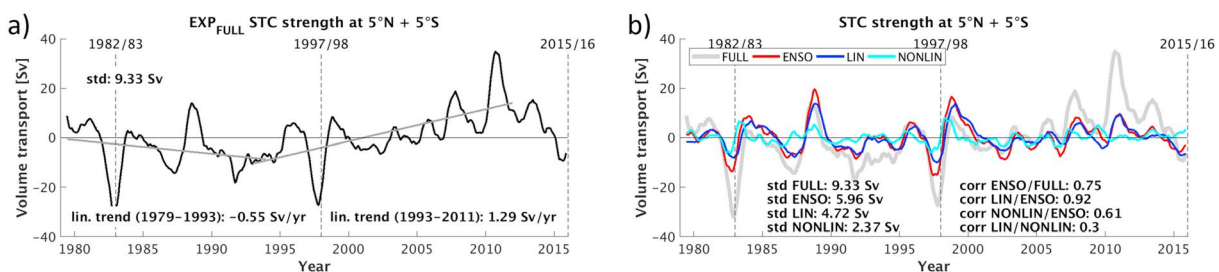 a)
EXP_FULL STC strength at 5°N + 5°S
1982/83
1997/98
2015/16
Volume transport [Sv]
40
20
0
−20
−40
std: 9.33 Sv
lin. trend (1979−1993): −0.55 Sv/yr
lin. trend (1993−2011): 1.29 Sv/yr
1980 1985 1990 1995 2000 2005 2010 2015
Year
b)
STC strength at 5°N + 5°S
1982/83
1997/98
2015/16
FULL ENSO LIN NONLIN
Volume transport [Sv]
40
20
0
−20
−40
std FULL: 9.33 Sv
std ENSO: 5.96 Sv
std LIN: 4.72 Sv
std NONLIN: 2.37 Sv
corr ENSO/FULL: 0.75
corr LIN/ENSO: 0.92
corr NONLIN/ENSO: 0.61
corr LIN/NONLIN: 0.3
1980 1985 1990 1995 2000 2005 2010 2015
Year